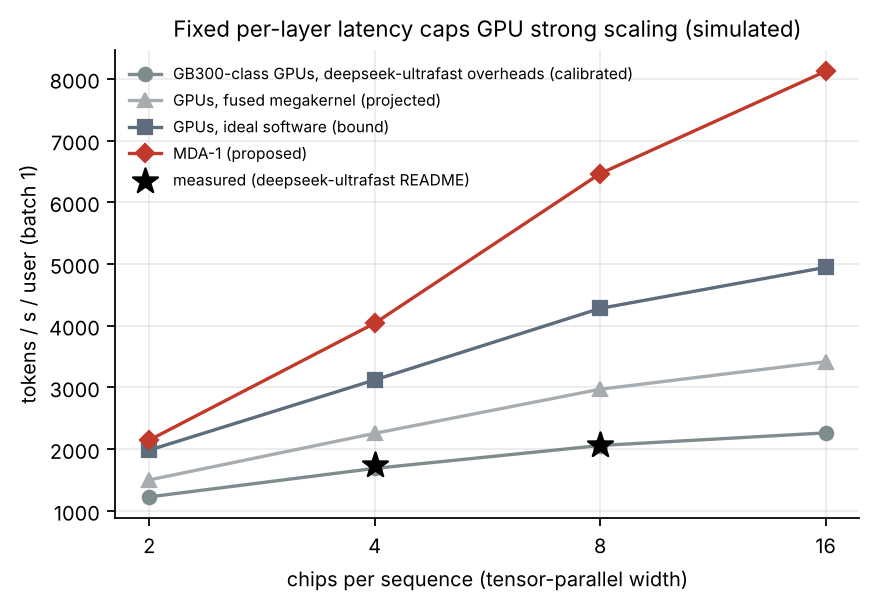 Fixed per-layer latency caps GPU strong scaling (simulated)
GB300-class GPUs, deepseek-ultrafast overheads (calibrated)
GPUs, fused megakernel (projected)
GPUs, ideal software (bound)
MDA-1 (proposed)
measured (deepseek-ultrafast README)
tokens / s / user (batch 1)
8000
7000
6000
5000
4000
3000
2000
1000
2 4 8 16
chips per sequence (tensor-parallel width)